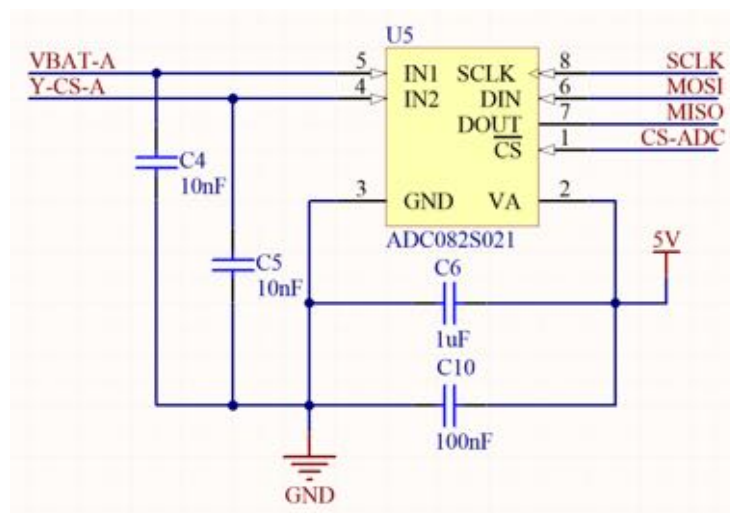 U5
VBAT-A 5 IN1 SCLK 8 SCLK
Y-CS-A 4 IN2 DIN 6 MOSI
DOUT 7 MISO
CS 1 CS-ADC
C4
10nF
3 GND VA 2
ADC082S021
5V
C5
10nF
C6
1uF
C10
100nF
GND